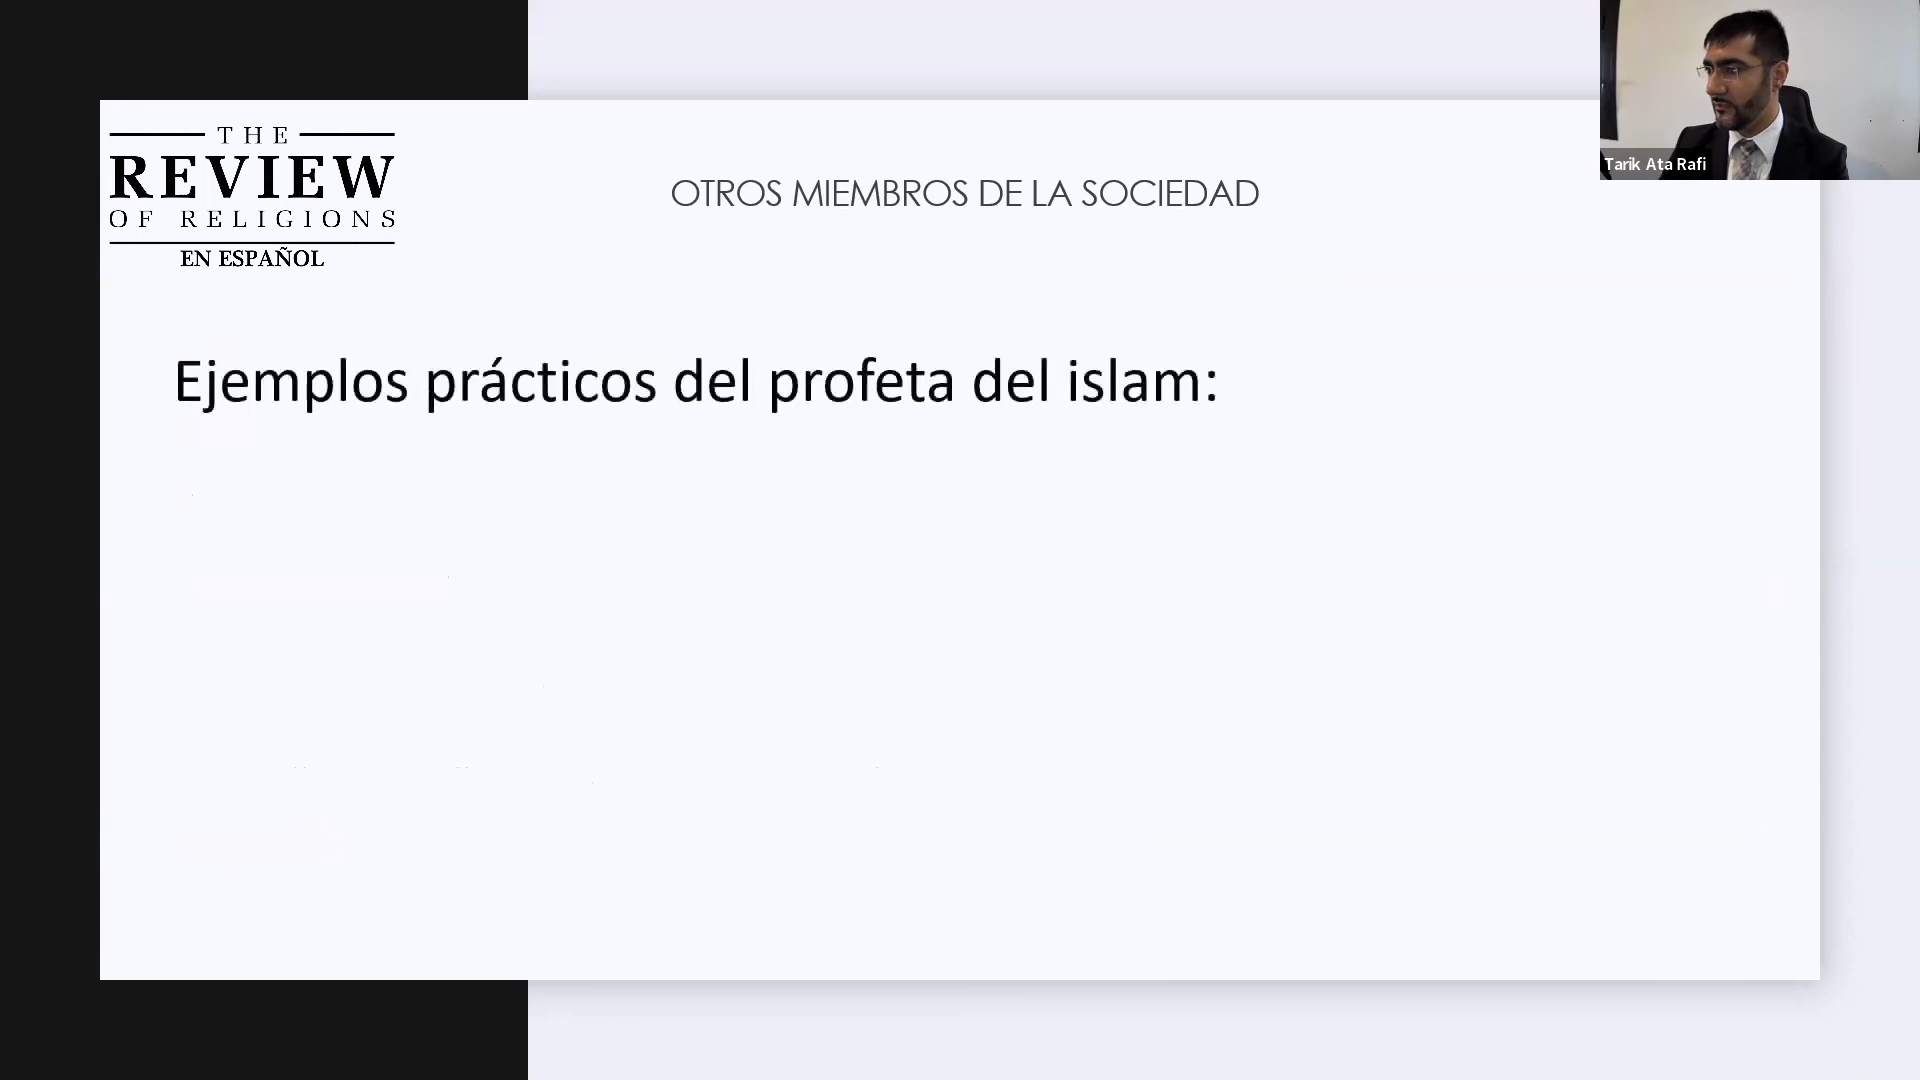 THE
REVIEW
OF RELIGIONS
EN ESPAÑOL
OTROS MIEMBROS DE LA SOCIEDAD
Tarik Ata Rafi
Ejemplos prácticos del profeta del islam: